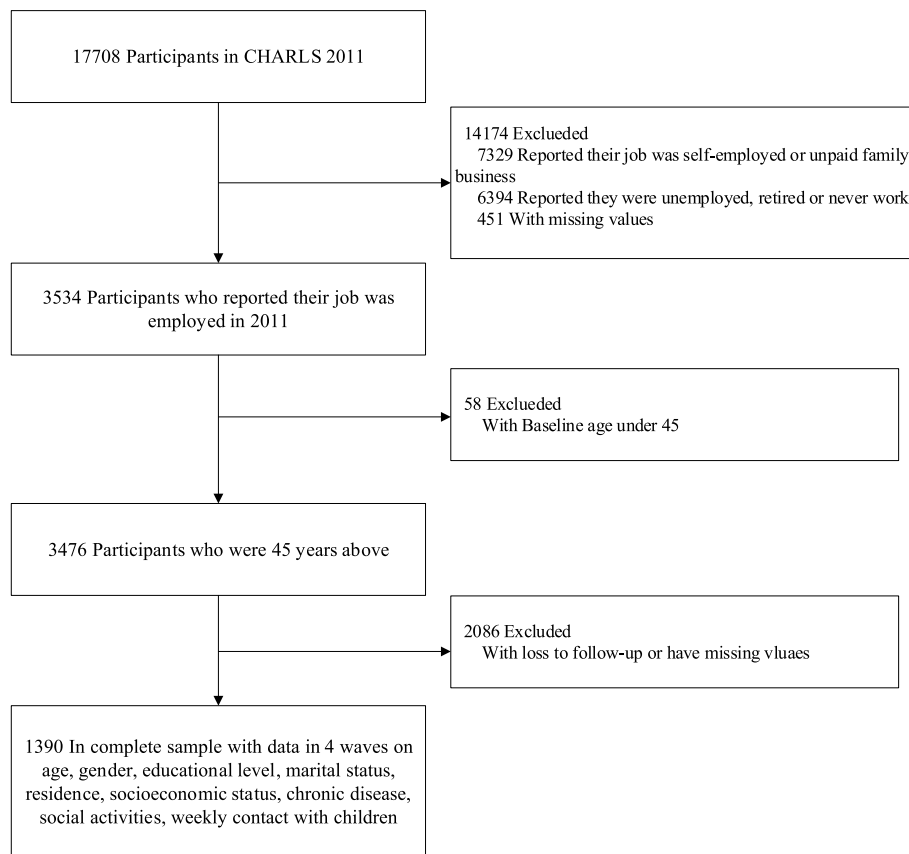 17708 Participants in CHARLS 2011
14174 Exclueded
7329 Reported their job was self-employed or unpaid family
business
6394 Reported they were unemployed, retired or never work
451 With missing values
3534 Participants who reported their job was
employed in 2011
58 Exclueded
With Baseline age under 45
3476 Participants who were 45 years above
2086 Excluded
With loss to follow-up or have missing vluaes
1390 In complete sample with data in 4 waves on
age, gender, educational level, marital status,
residence, socioeconomic status, chronic disease,
social activities, weekly contact with children